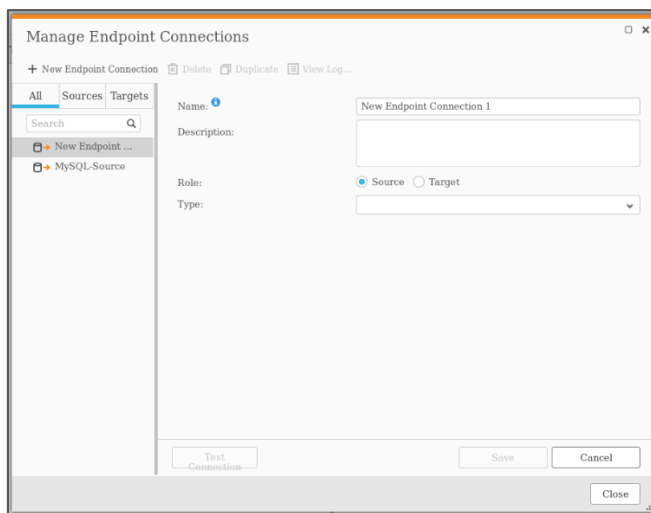 Manage Endpoint Connections
+ New Endpoint Connection Delete Duplicate View Log...
All Sources Targets
Search
New Endpoint ...
MySQL-Source
Name:
New Endpoint Connection 1
Description:
Role:
Source Target
Type:
Test
Connection
Save
Cancel
Close